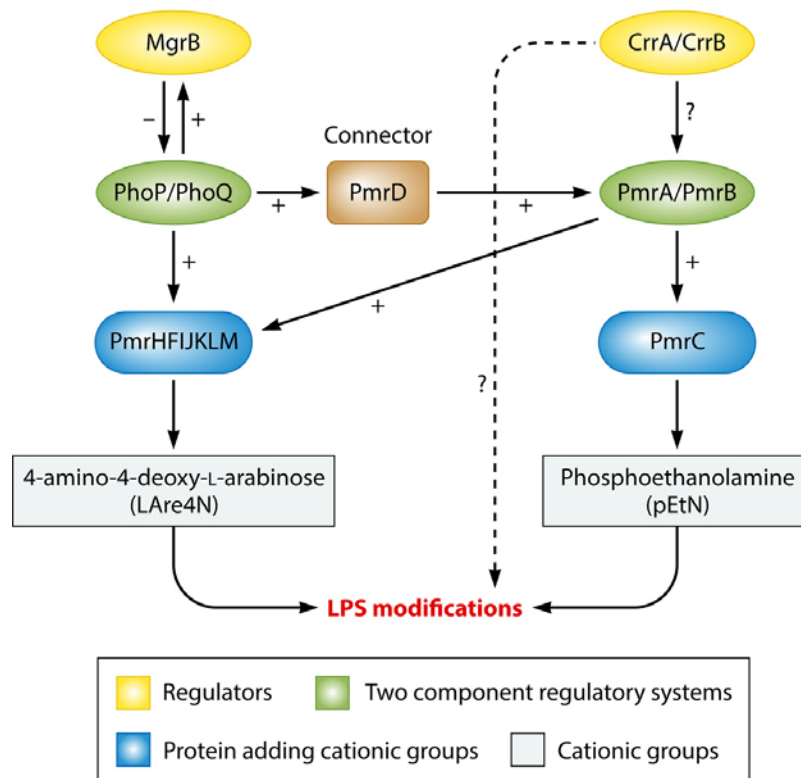 MgrB
CrrA/CrrB
–
+
?
Connector
PhoP/PhoQ
+
PmrD
+
PmrA/PmrB
+
+
+
PmrHFIJKLM
PmrC
?
4-amino-4-deoxy-L-arabinose
(LAre4N)
Phosphoethanolamine
(pEtN)
LPS modifications
Regulators
Two component regulatory systems
Protein adding cationic groups
Cationic groups